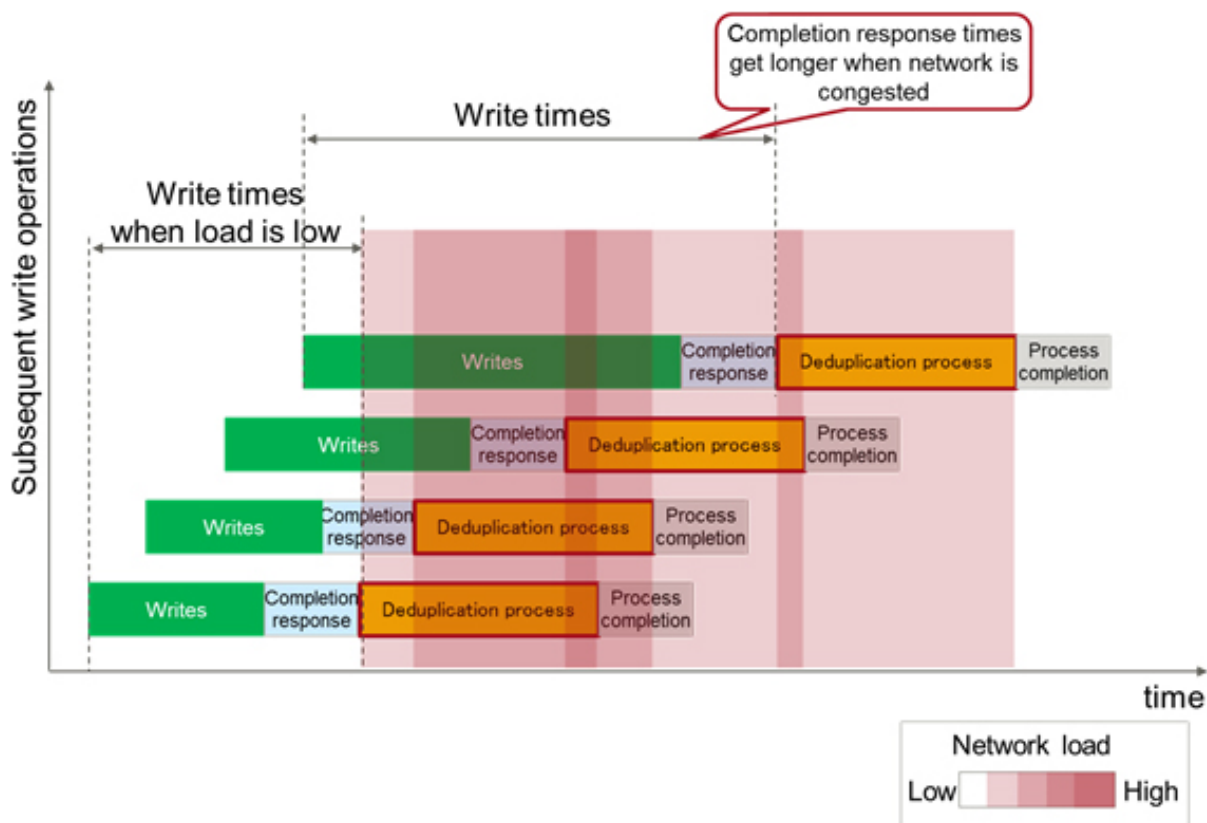 Completion response times
get longer when network is
congested
Write times
Write times
when load is low
Subsequent write operations
Writes
Completion
response
Deduplication process
Process
completion
Writes
Completion
response
Deduplication process
Process
completion
Writes
Completion
response
Deduplication process
Process
completion
Writes
Completion
response
Deduplication process
Process
completion
time
Network load
Low
High